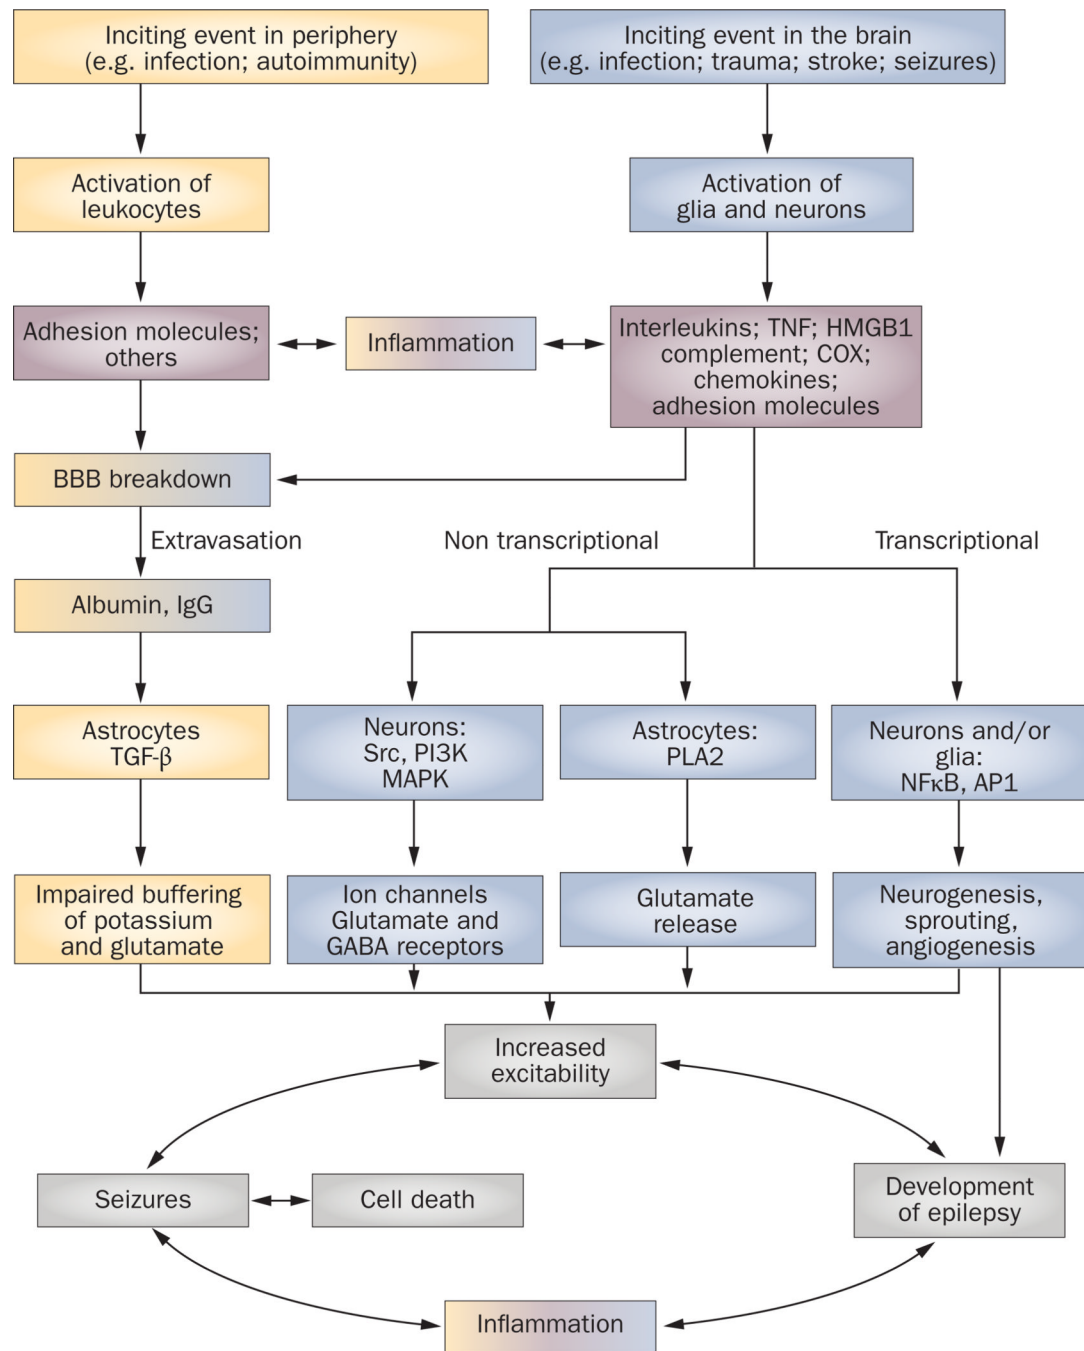 Inciting event in periphery
(e.g. infection; autoimmunity)
Inciting event in the brain
(e.g. infection; trauma; stroke; seizures)
Activation of
leukocytes
Activation of
glia and neurons
Adhesion molecules;
others
Inflammation
Interleukins; TNF; HMGB1
complement; COX;
chemokines;
adhesion molecules
BBB breakdown
Extravasation
Non transcriptional
Transcriptional
Albumin, IgG
Astrocytes
TGF-β
Neurons:
Src, PI3K
MAPK
Astrocytes:
PLA2
Neurons and/or
glia:
NFκB, AP1
Impaired buffering
of potassium
and glutamate
Ion channels
Glutamate and
GABA receptors
Glutamate
release
Neurogenesis,
sprouting,
angiogenesis
Increased
excitability
Seizures
Cell death
Development
of epilepsy
Inflammation